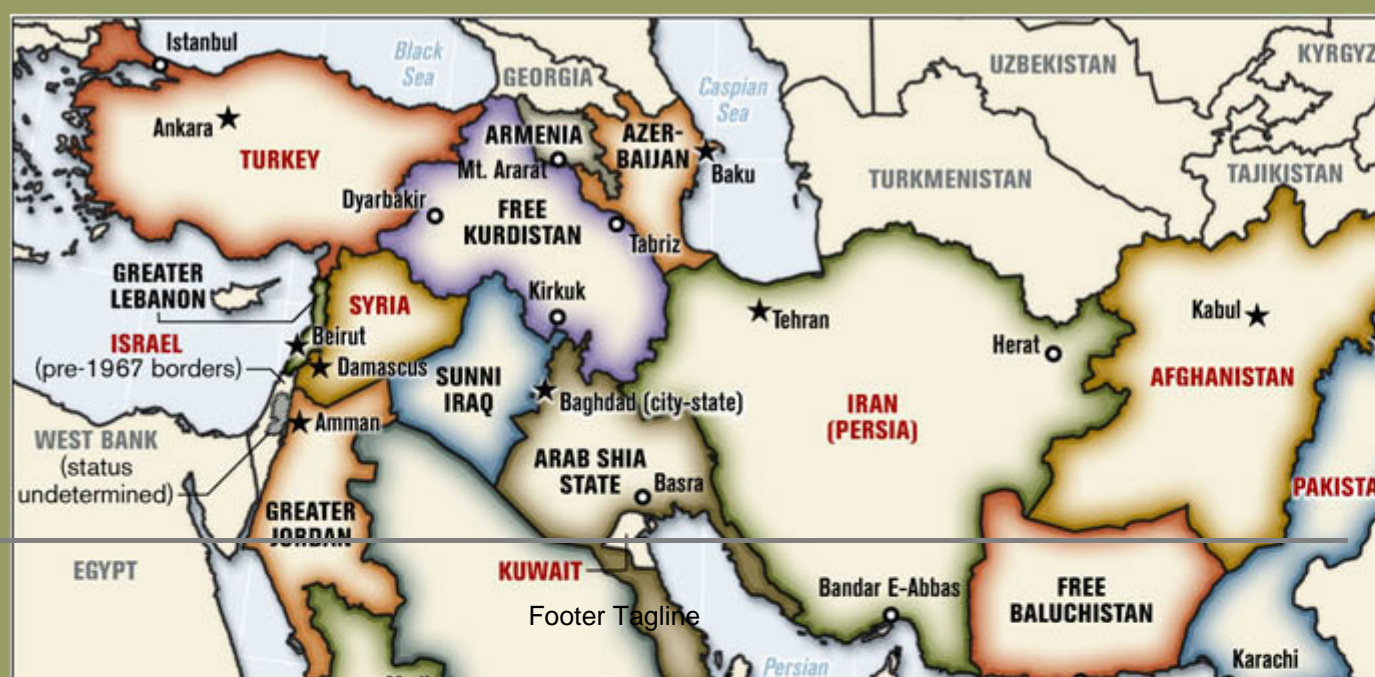 Istanbul
Black
Sea
GEORGIA
Caspian
Sea
UZBEKISTAN
KYRGYZ
Ankara
TURKEY
ARMENIA
Mt. Ararat
AZER-
BAIJAN
Baku
TURKMENISTAN
TAJIKISTAN
Dyarbakir
FREE
KURDISTAN
Tabriz
GREATER
LEBANON
SYRIA
Kirkuk
Tehran
Herat
Kabul
ISRAEL
(pre-1967 borders)
Beirut
Damascus
SUNNI
IRAQ
Baghdad (city-state)
IRAN
(PERSIA)
AFGHANISTAN
Amman
WEST BANK
(status
undetermined)
ARAB SHIA
STATE
Basra
PAKISTA
GREATER
JORDAN
EGYPT
KUWAIT
Bandar E-Abbas
FREE
BALUCHISTAN
Footer Tagline
Persian
Karachi